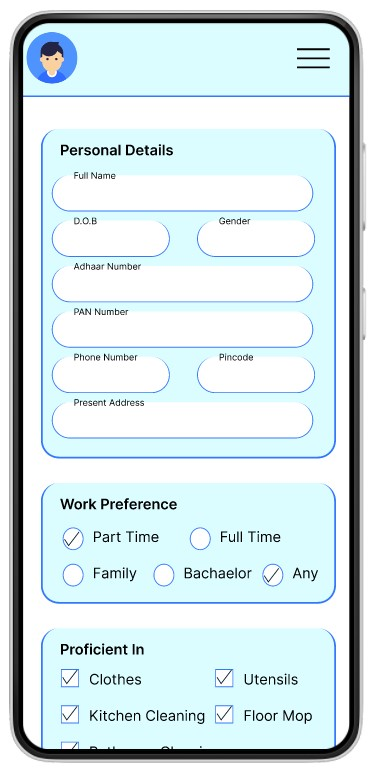 Personal Details
Full Name
D.O.B Gender
Adhaar Number
PAN Number
Phone Number Pincode
Present Address
Work Preference
Part Time Full Time
Family Bachaelor Any
Proficient In
Clothes Utensils
Kitchen Cleaning Floor Mop